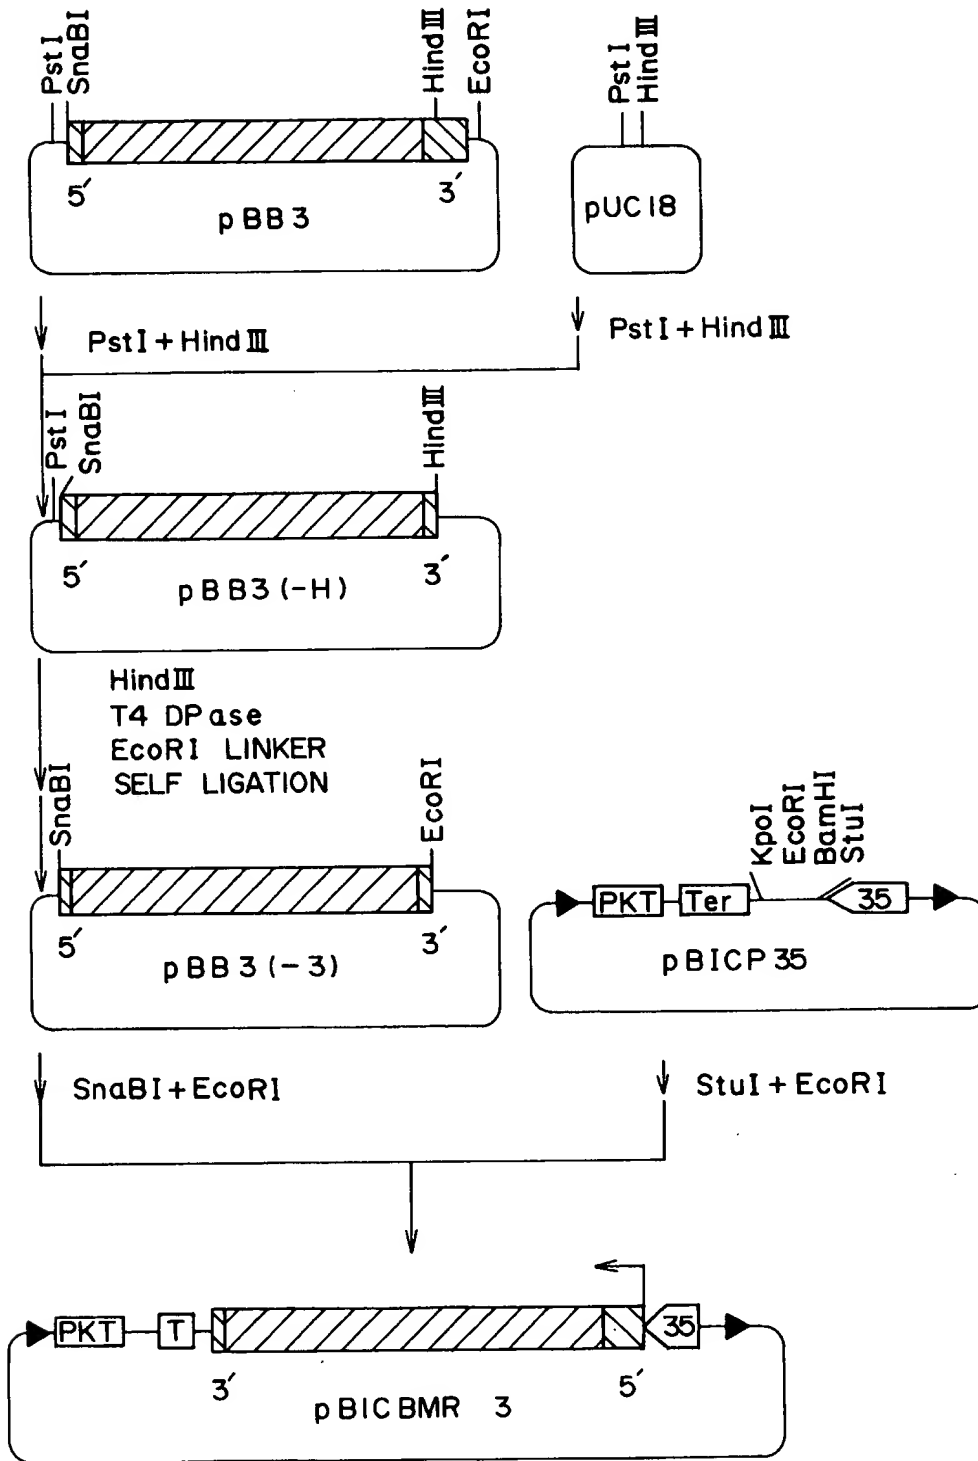 PstI
SnaBI
HindⅢ
EcoRI
PstI
HindⅢ
5′
3′
pBB3
pUC18
PstI+HindⅢ
PstI+HindⅢ
PstI
SnaBI
HindⅢ
5′
3′
pBB3(-H)
HindⅢ
T4 DPase
EcoRI LINKER
SELF LIGATION
SnaBI
EcoRI
KpoI
EcoRI
BamHI
StuI
PKT
Ter
35
5′
3′
pBB3(-3)
pBICP35
SnaBI+EcoRI
StuI+EcoRI
PKT
T
35
3′
5′
pBICBMR 3